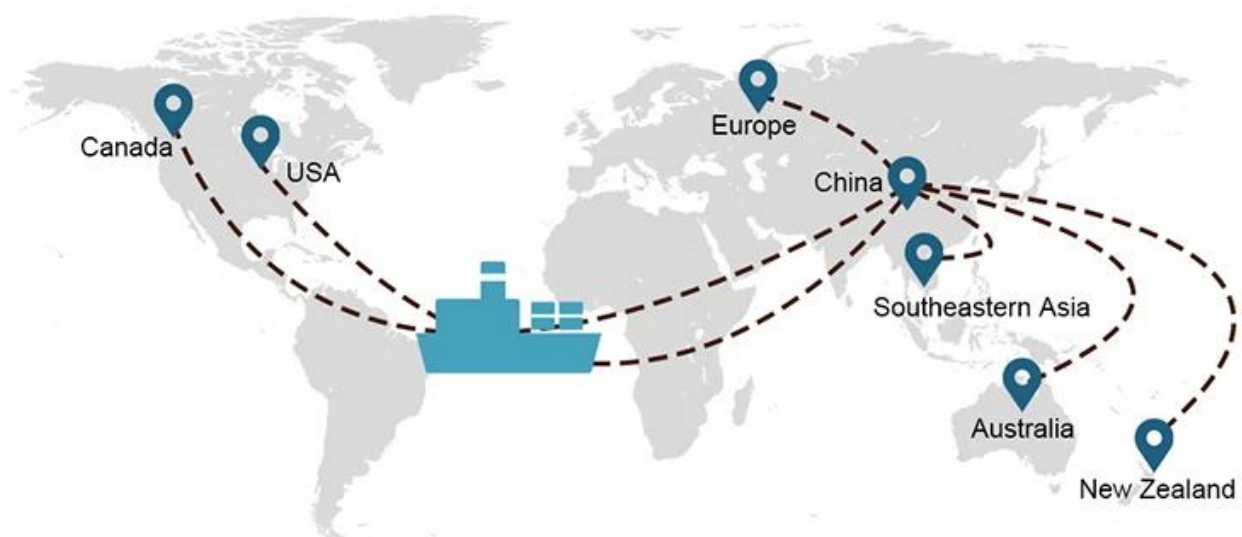 Canada
USA
Europe
China
Southeastern Asia
Australia
New Zealand